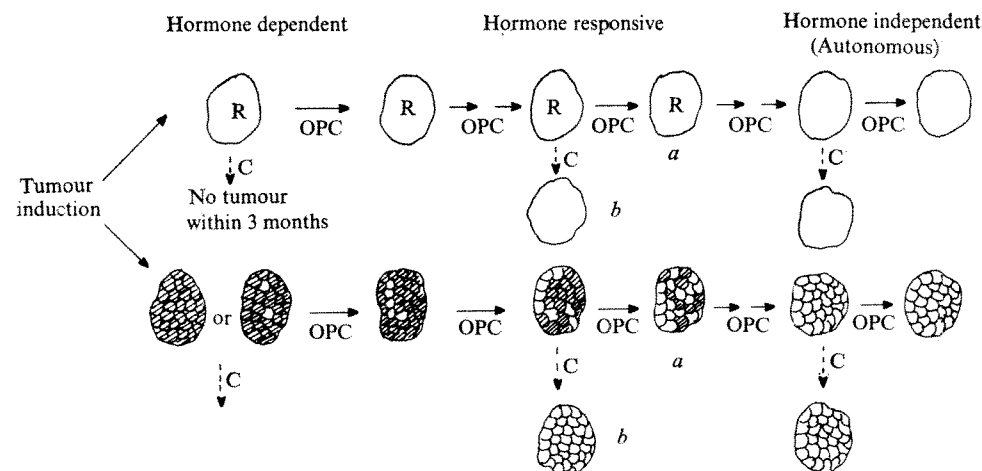 Hormone dependent
Hormone responsive
Hormone independent
(Autonomous)
R
OPC
R
OPC
R
OPC
R
OPC
OPC
C
C
a
C
Tumour
induction
No tumour
within 3 months
b
or
OPC
OPC
OPC
OPC
OPC
C
C
a
C
b